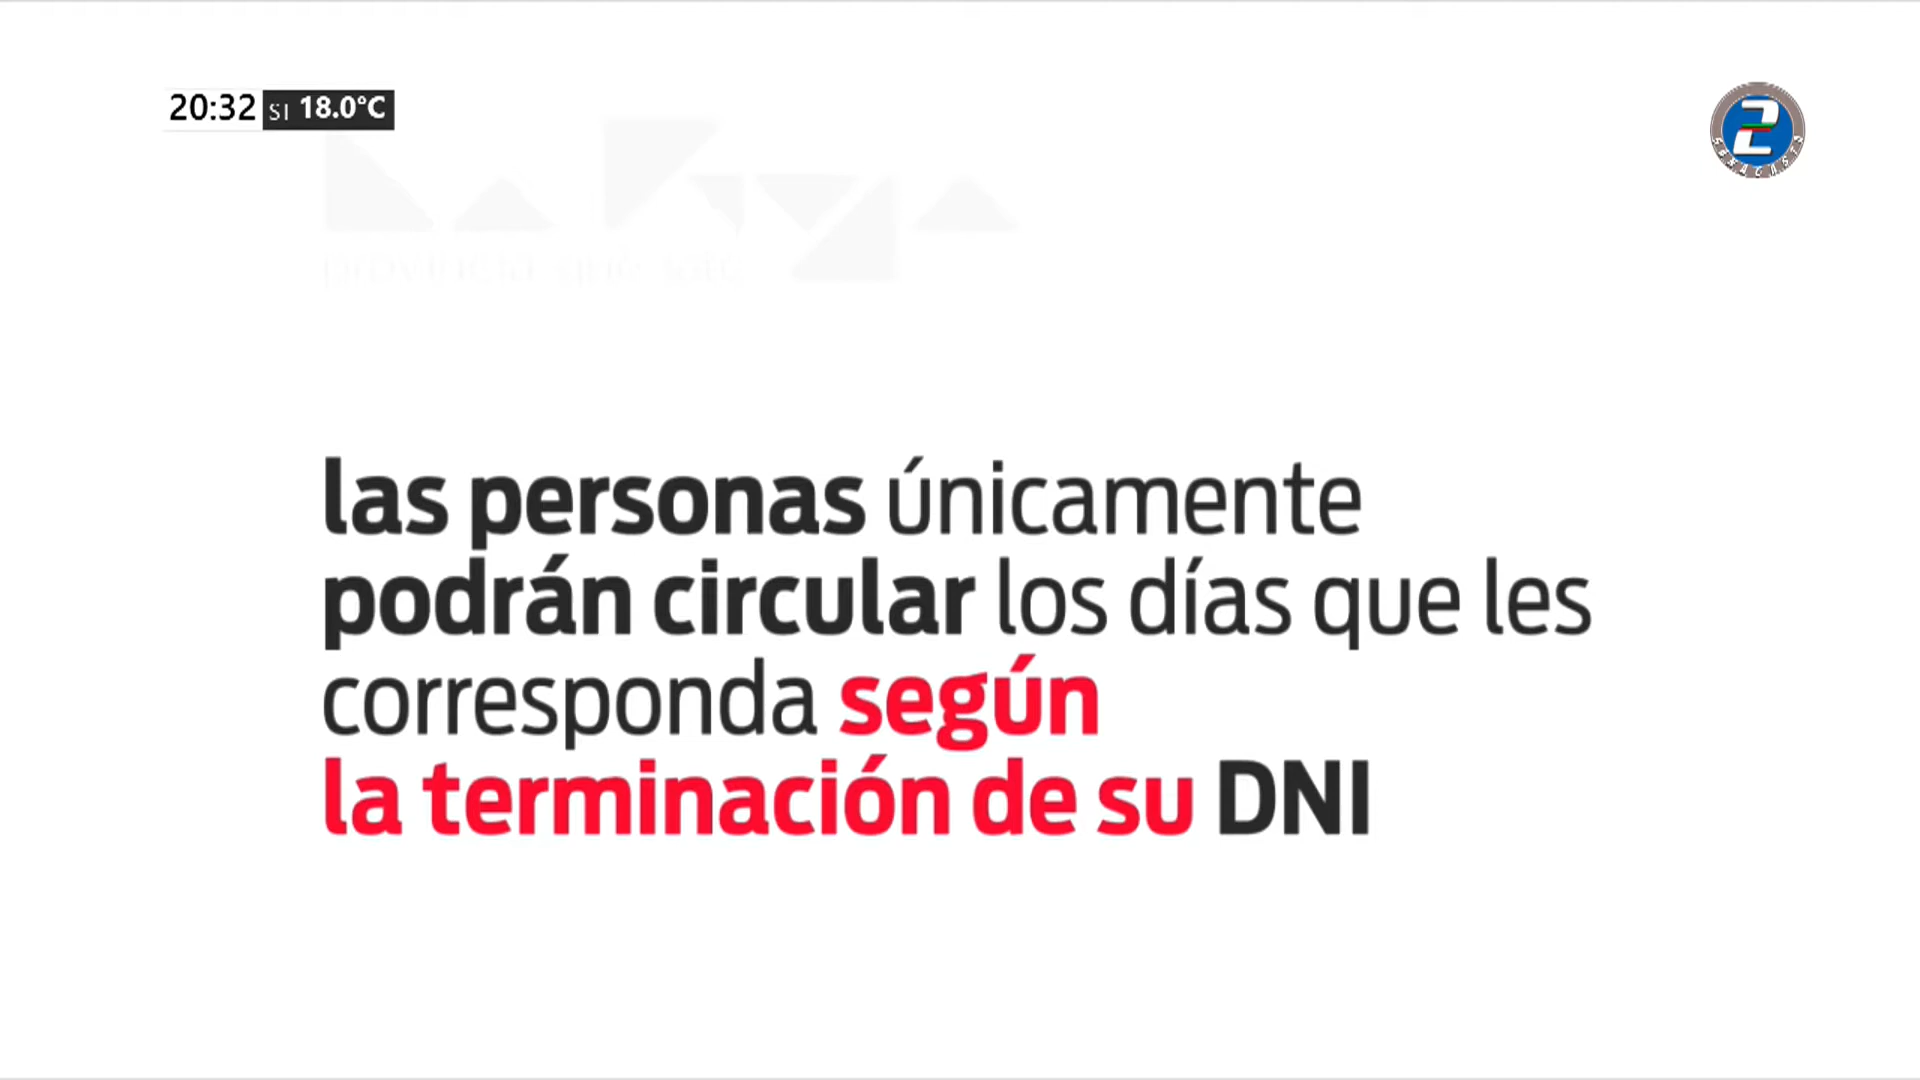 20:32 SI 18.0°C
2
las personas únicamente
podrán circular los días que les
corresponda según
la terminación de su DNI